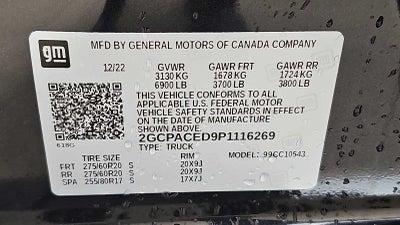 gm
MFD BY GENERAL MOTORS OF CANADA COMPANY
12/22 GVWR GAWR FRT GAWR RR
3130 KG 1678 KG 1724 KG
6900 LB 3700 LB 3800 LB
THIS VEHICLE CONFORMS TO ALL
APPLICABLE U.S. FEDERAL MOTOR
VEHICLE SAFETY STANDARDS IN EFFECT
ON THE DATE OF MANUFACTURE SHOWN ABOVE.
2GCPACED9P1116269
618G TYPE: TRUCK MODEL: .99CC10543
RIM
FRT 275/60R20 S 20X9J
RR 275/60R20 S 20X9J
SPA 255/80R17 S 17X7J